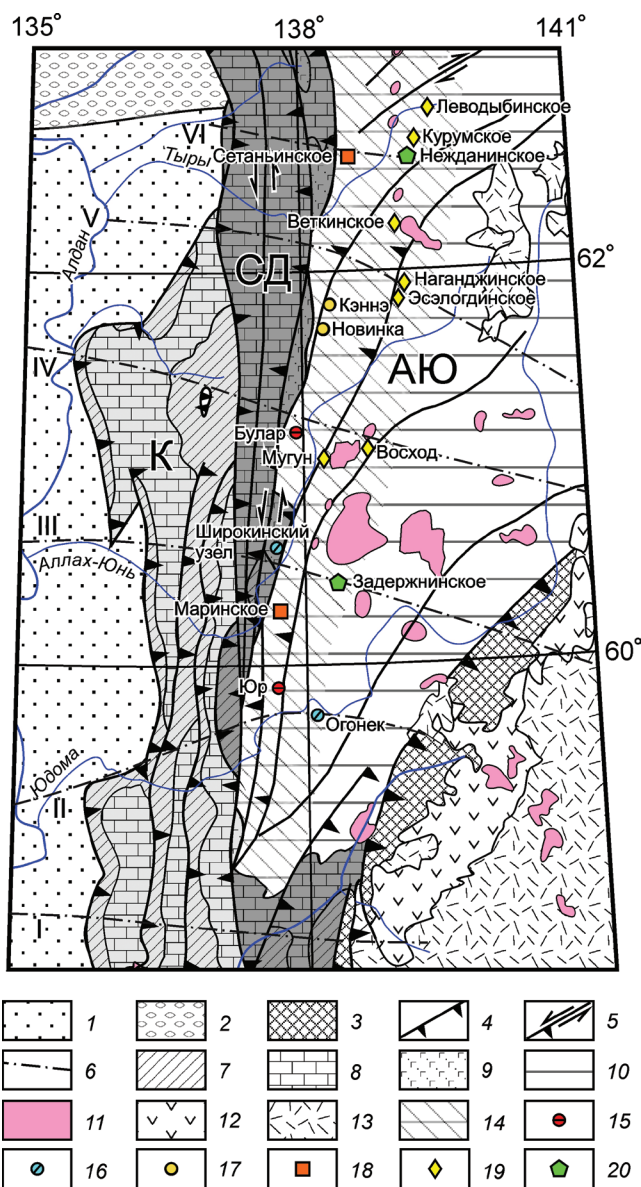 135° 138° 141°
Леводыбинское
VI
Курумское
Тыры
Сетаньинское
Нежданинское
V
Веткинское
Алдан
62°
СД
Наганджинское
Эсэлогдинское
Кэннэ
Новинка
IV
АЮ
Булар
К
Мугун
Восход
III
Широкинский
узел
Аллах-Юнь
Задержнинское
Маринское
60°
Юр
Огонек
Юдома
II
I
1 2 3 4 5
6 7 8 9 10
11 12 13 14 15
16 17 18 19 20